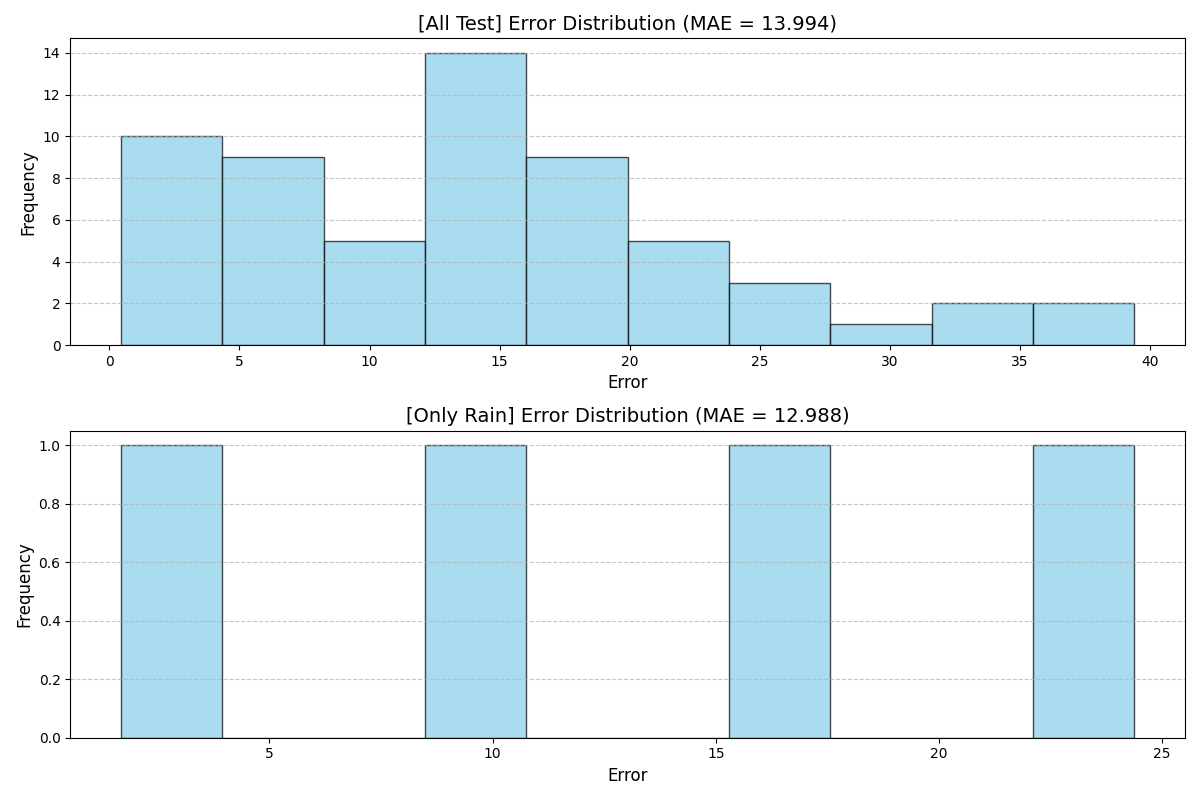 [All Test] Error Distribution (MAE = 13.994)
Frequency
14
12
10
8
6
4
2
0
0 5 10 15 20 25 30 35 40
Error
[Only Rain] Error Distribution (MAE = 12.988)
Frequency
1.0
0.8
0.6
0.4
0.2
0.0
5 10 15 20 25
Error